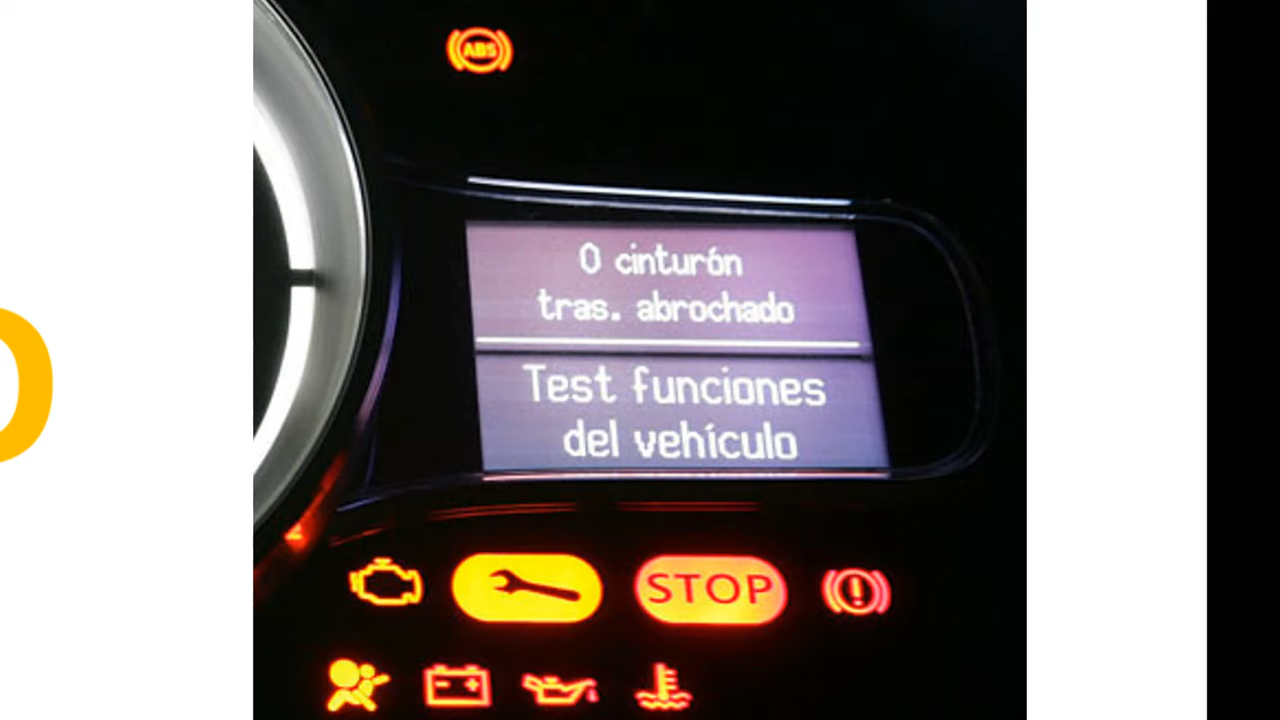 ABS
0 cinturón
tras. abrochado
Test funciones
del vehículo
STOP